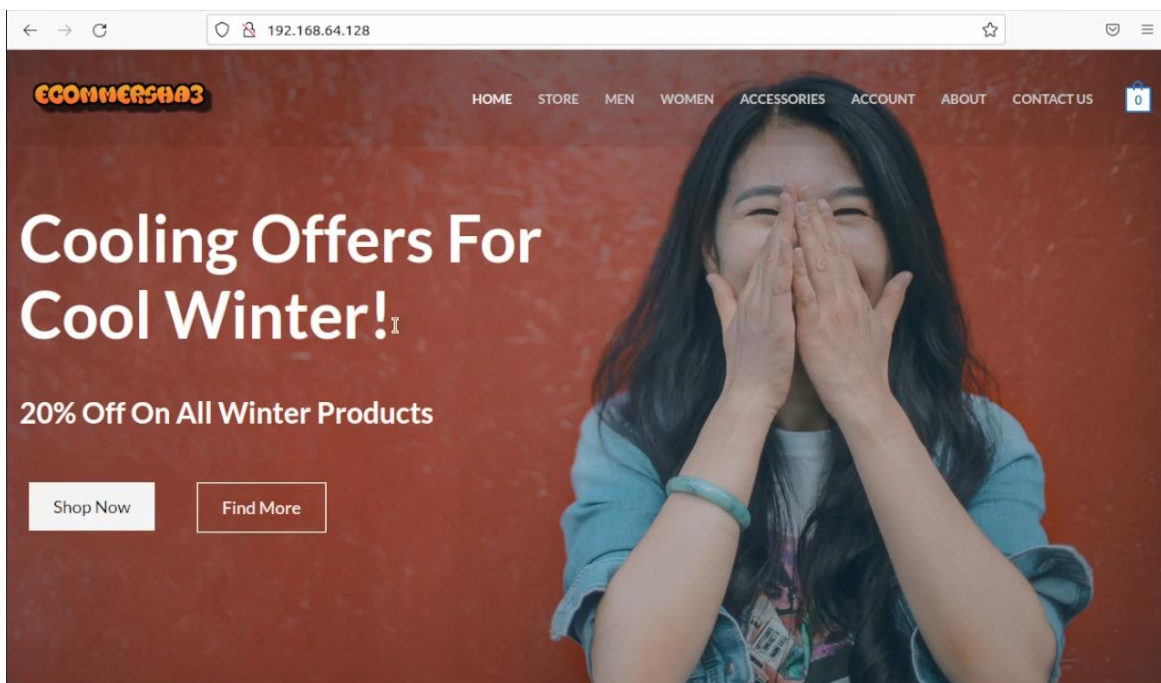 192.168.64.128
ECOMMERSHA3
HOME STORE MEN WOMEN ACCESSORIES ACCOUNT ABOUT CONTACT US 0
Cooling Offers For
Cool Winter!
20% Off On All Winter Products
Shop Now Find More